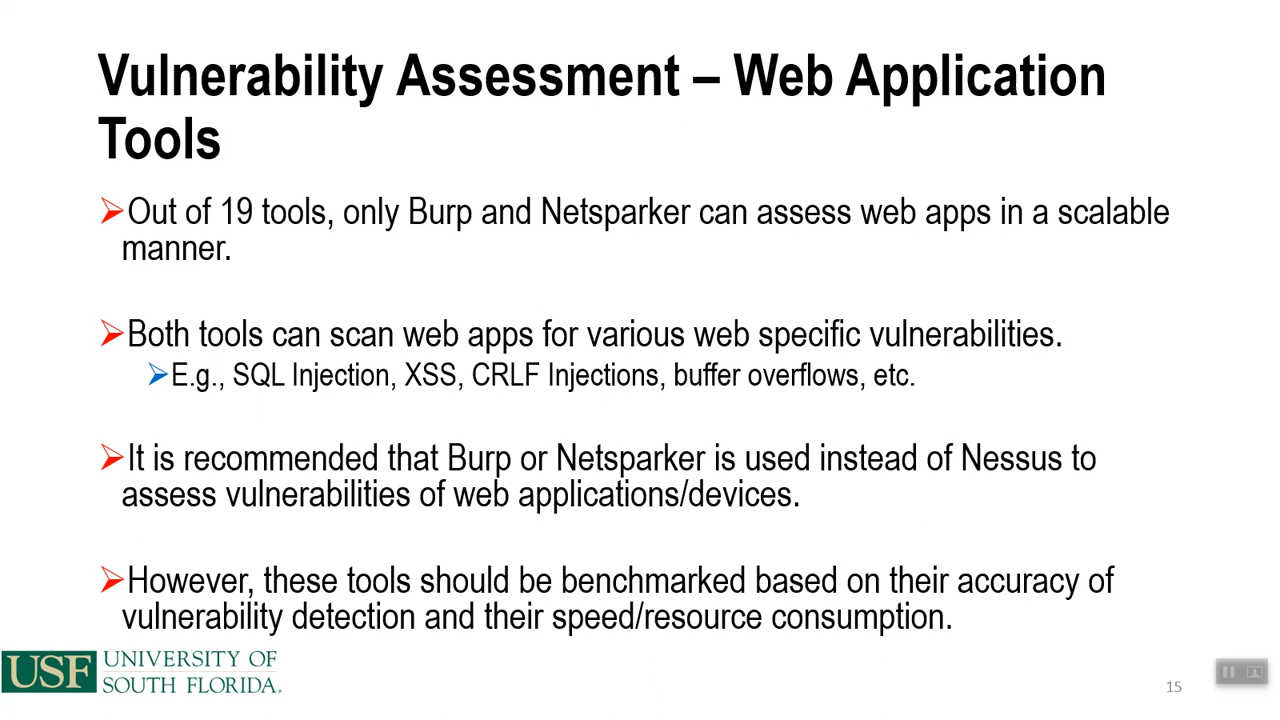 Vulnerability Assessment – Web Application
Tools
Out of 19 tools, only Burp and Netsparker can assess web apps in a scalable
manner.
Both tools can scan web apps for various web specific vulnerabilities.
E.g., SQL Injection, XSS, CRLF Injections, buffer overflows, etc.
It is recommended that Burp or Netsparker is used instead of Nessus to
assess vulnerabilities of web applications/devices.
However, these tools should be benchmarked based on their accuracy of
vulnerability detection and their speed/resource consumption.
USF UNIVERSITY OF
SOUTH FLORIDA.
15